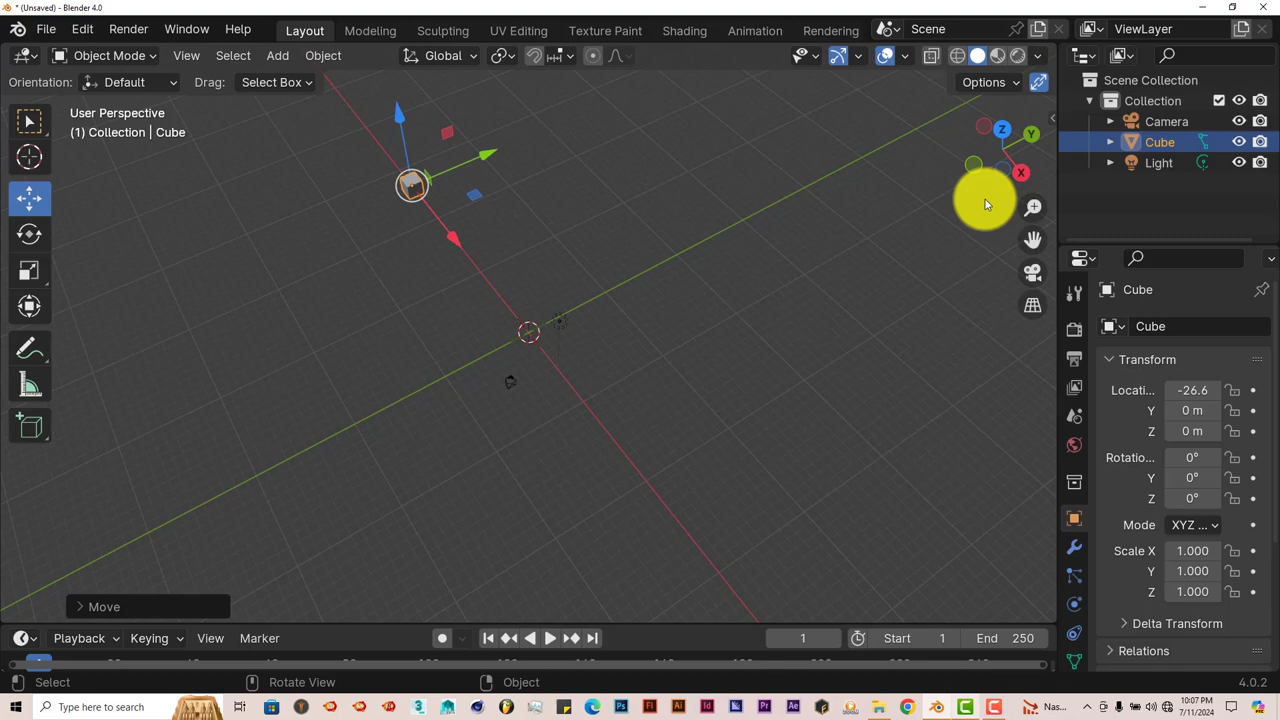 * (Unsaved) - Blender 4.0
File Edit Render Window Help Layout Modeling Sculpting UV Editing Texture Paint Shading Animation Rendering Scene ViewLayer
Object Mode View Select Add Object Global
Orientation: Default Drag: Select Box Options
User Perspective
(1) Collection | Cube
Z
Y
X
Move
Scene Collection
Collection
Camera
Cube
Light
Cube
Cube
Transform
Locati... -26.6
Y 0 m
Z 0 m
Rotatio... 0°
Y 0°
Z 0°
Mode XYZ ...
Scale X 1.000
Y 1.000
Z 1.000
Delta Transform
Relations
Playback Keying View Marker 1 Start 1 End 250
Select Rotate View Object 4.0.2
Type here to search Nas... 10:07 PM
7/11/2024